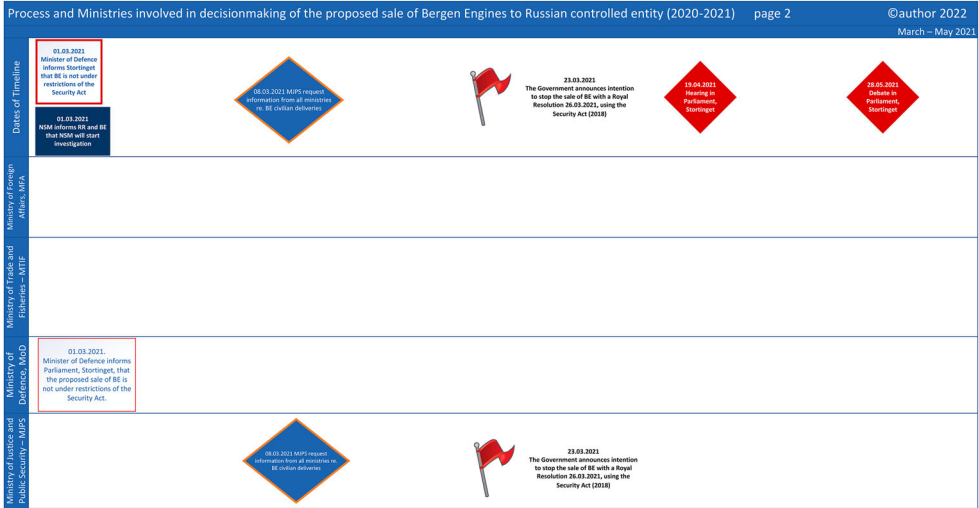 Process and Ministries involved in decisionmaking of the proposed sale of Bergen Engines to Russian controlled entity (2020-2021) page 2 ©author 2022
March – May 2021
Dates of Timeline
01.03.2021
Minister of Defence
informs Stortinget
that BE is not under
restrictions of the
Security Act
01.03.2021
NSM informs RR and BE
that NSM will start
investigation
08.03.2021 MJPS request
information from all ministries
re. BE civilian deliveries
23.03.2021
The Government announces intention
to stop the sale of BE with a Royal
Resolution 26.03.2021, using the
Security Act (2018)
19.04.2021
Hearing in
Parliament,
Stortinget
28.05.2021
Debate in
Parliament,
Stortinget
Ministry of Foreign
Affairs, MFA
Ministry of Trade and
Fisheries – MTIF
Ministry of
Defence, MoD
01.03.2021.
Minister of Defence informs
Parliament, Stortinget, that
the proposed sale of BE is
not under restrictions of the
Security Act.
Ministry of Justice and
Public Security – MJPS
08.03.2021 MJPS request
information from all ministries re.
BE civilian deliveries
23.03.2021
The Government announces intention
to stop the sale of BE with a Royal
Resolution 26.03.2021, using the
Security Act (2018)